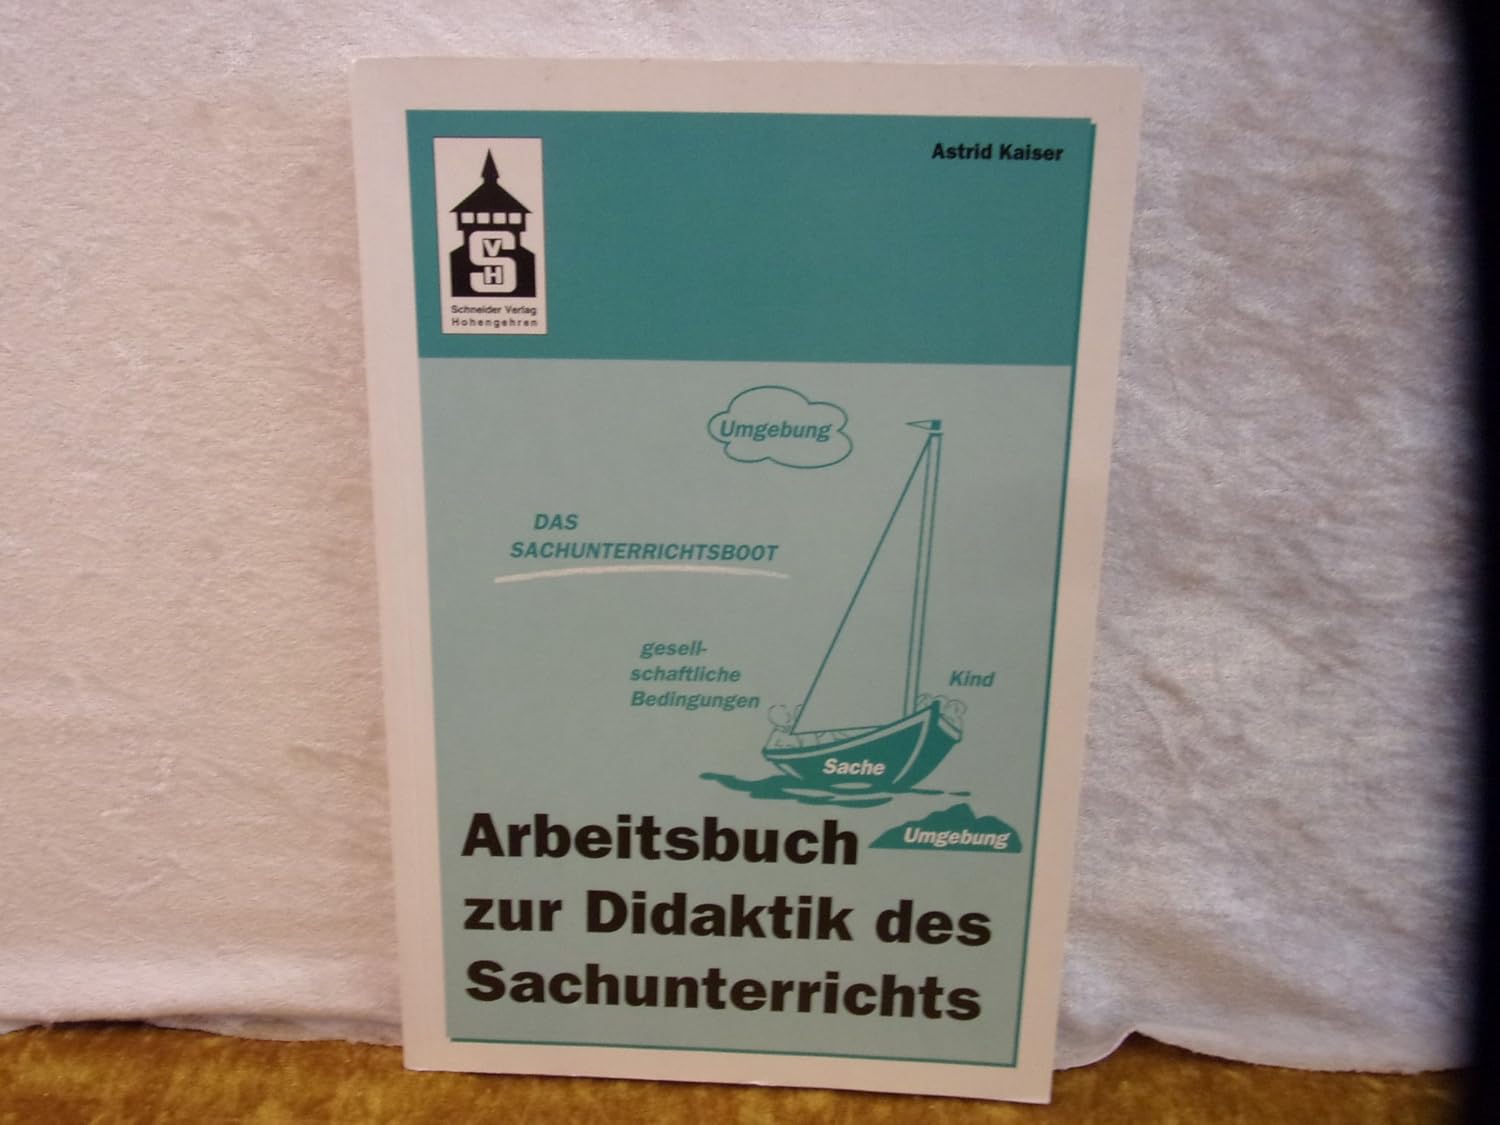 Astrid Kaiser
S
V
H
Schneider Verlag
Hohengehren
Umgebung
DAS
SACHUNTERRICHTSBOOT
gesell-
schaftliche
Bedingungen
Kind
Sache
Umgebung
Arbeitsbuch
zur Didaktik des
Sachunterrichts